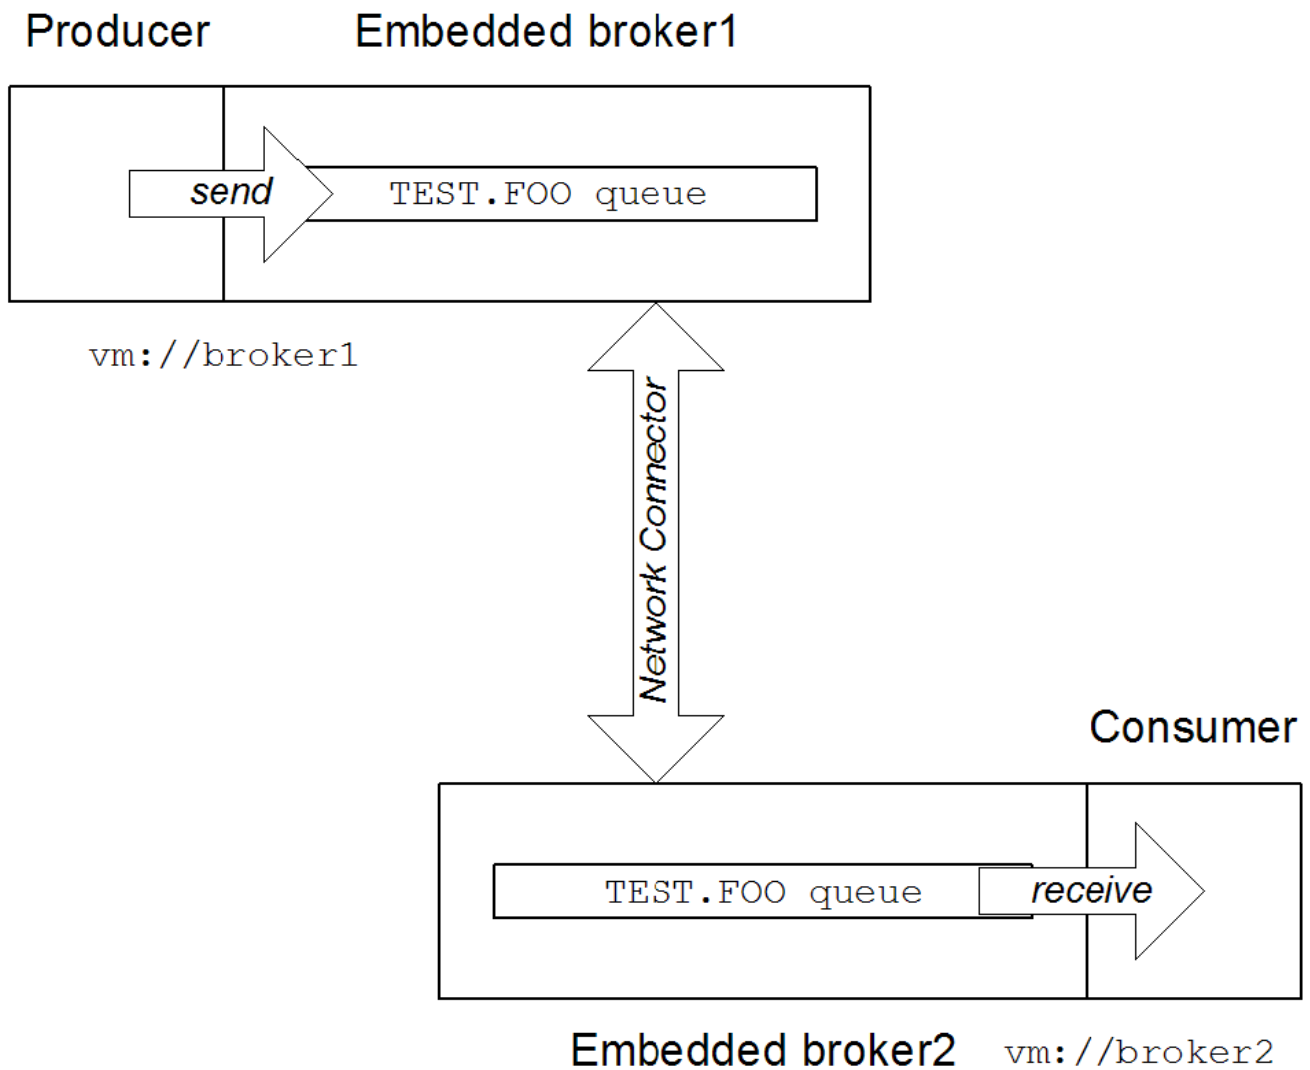 Producer
Embedded broker1
send
TEST.FOO queue
vm://broker1
Network Connector
Consumer
TEST.FOO queue
receive
Embedded broker2
vm://broker2